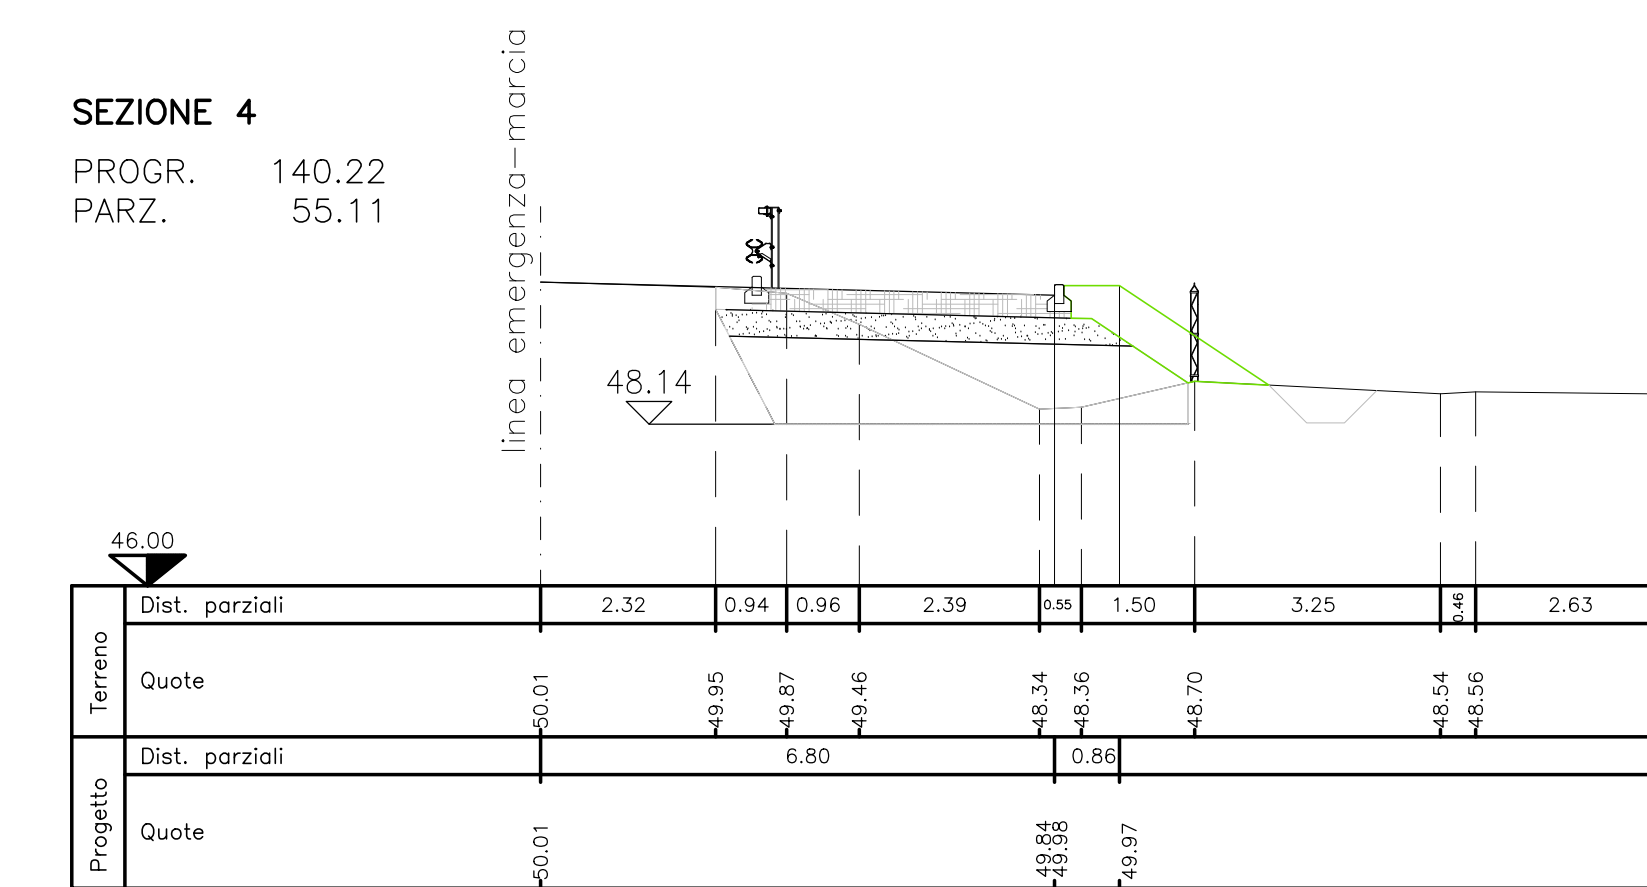 linea emergenza-marcia
SEZIONE 4
PROGR. 140.22
PARZ. 55.11
48.14
46.00
Terreno
Dist. parziali 2.32 0.94 0.96 2.39 0.55 1.50 3.25 0.46 2.63
Quote 50.01 49.95 49.87 49.46 48.34 48.36 48.70 48.54 48.56
Progetto
Dist. parziali 6.80 0.86
Quote 50.01 49.84 49.98 49.97